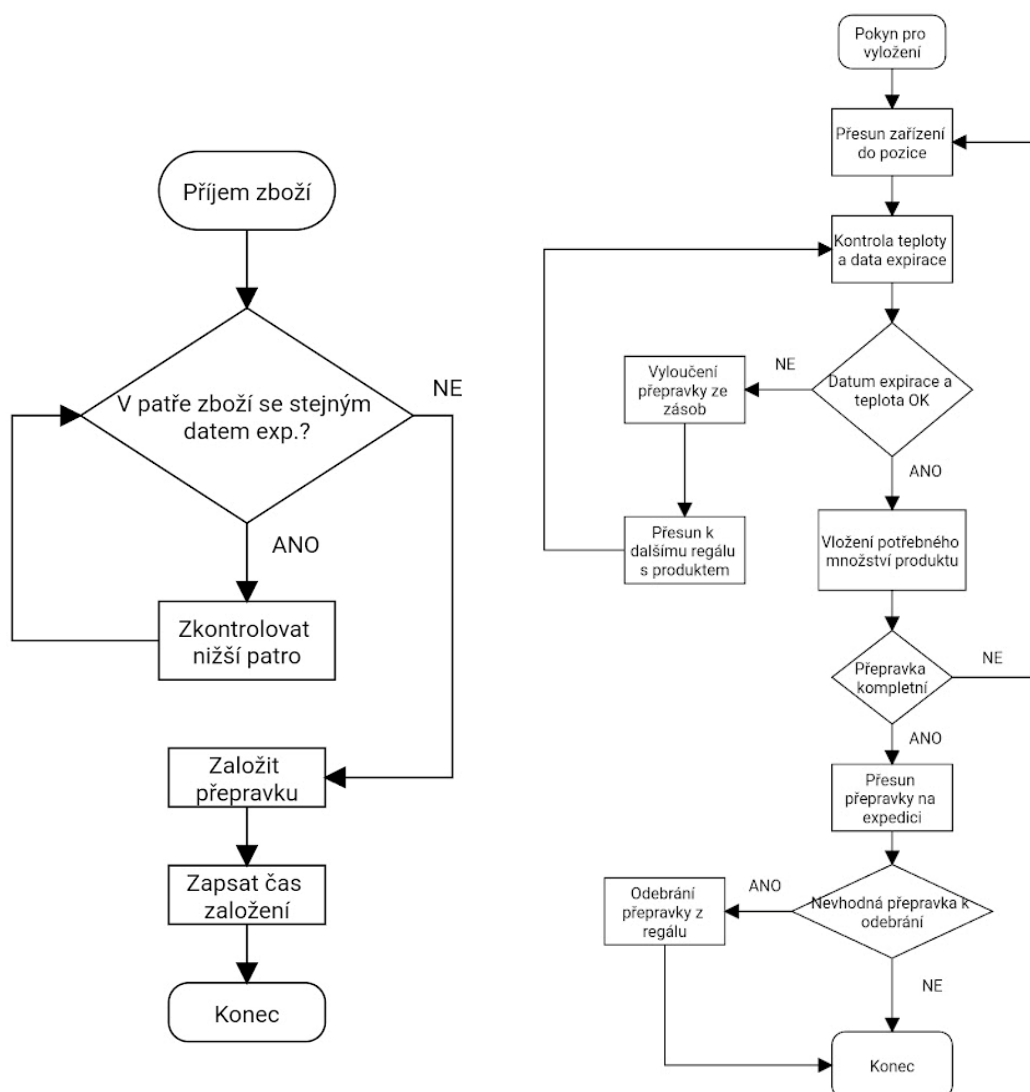 Příjem zboží
V patře zboží se stejným
datem exp.?
NE
ANO
Zkontrolovat
nižší patro
Založit
přepravku
Zapsat čas
založení
Konec
Pokyn pro
vyložení
Přesun zařízení
do pozice
Kontrola teploty
a data expirace
Datum expirace a
teplota OK
NE
Vyloučení
přepravky ze
zásob
Přesun k
dalšímu regálu
s produktem
ANO
Vložení potřebného
množství produktu
Přepravka
kompletní
NE
ANO
Přesun
přepravky na
expedici
Nevhodná přepravka k
odebrání
ANO
Odebrání
přepravky z
regálu
NE
Konec